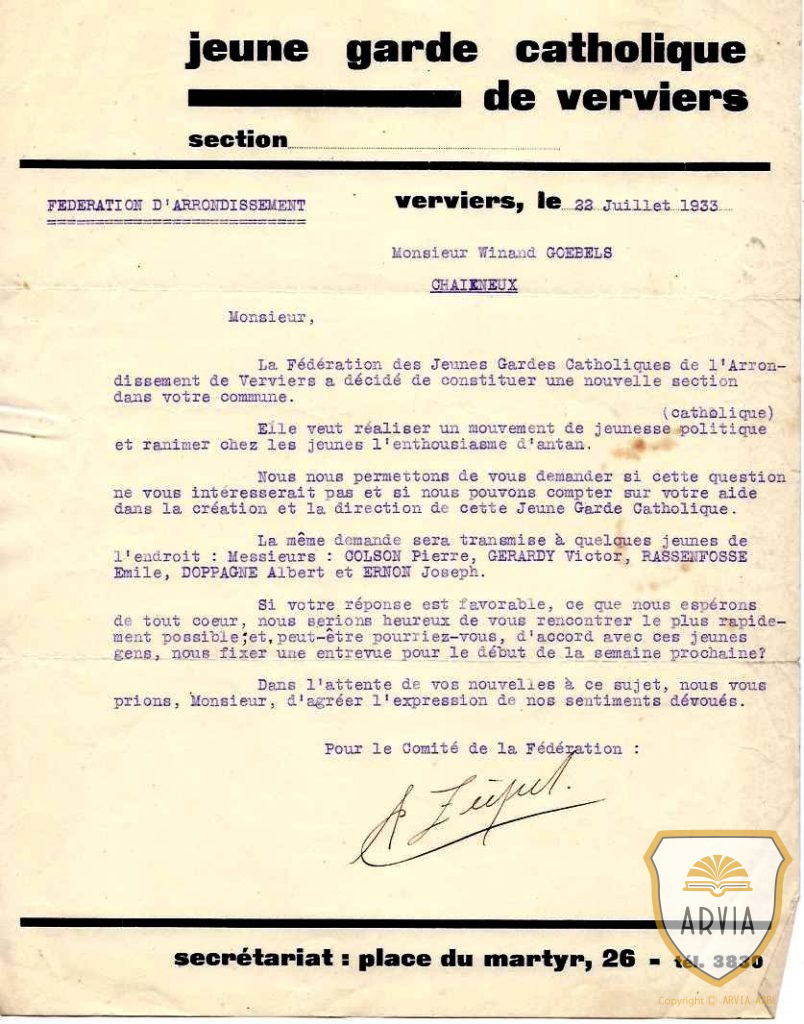 jeune garde catholique
de verviers
section
FEDERATION D'ARRONDISSEMENT
verviers, le 22 Juillet 1933
Monsieur Winand GOEBELS
CHAIENEUX
Monsieur,
La Fédération des Jeunes Gardes Catholiques de l'Arron-
dissement de Verviers a décidé de constituer une nouvelle section
dans votre commune.
(catholique)
Elle veut réaliser un mouvement de jeunesse politique
et ranimer chez les jeunes l'enthousiasme d'antan.
Nous nous permettons de vous demander si cette question
ne vous intéresserait pas et si nous pouvons compter sur votre aide
dans la création et la direction de cette Jeune Garde Catholique.
La même demande sera transmise à quelques jeunes de
l'endroit : Messieurs : COLSON Pierre, GERARDY Victor, RASSENFOSSE
Emile, DOPPAGNE Albert et ERNON Joseph.
Si votre réponse est favorable, ce que nous espérons
de tout coeur, nous serions heureux de vous rencontrer le plus rapide-
ment possible; et, peut-être pourriez-vous, d'accord avec ces jeunes
gens, nous fixer une entrevue pour le début de la semaine prochaine?
Dans l'attente de vos nouvelles à ce sujet, nous vous
prions, Monsieur, d'agréer l'expression de nos sentiments dévoués.
Pour le Comité de la Fédération :
ARVIA
secrétariat : place du martyr, 26 - tél. 3830
Copyright © ARVIA ASBL